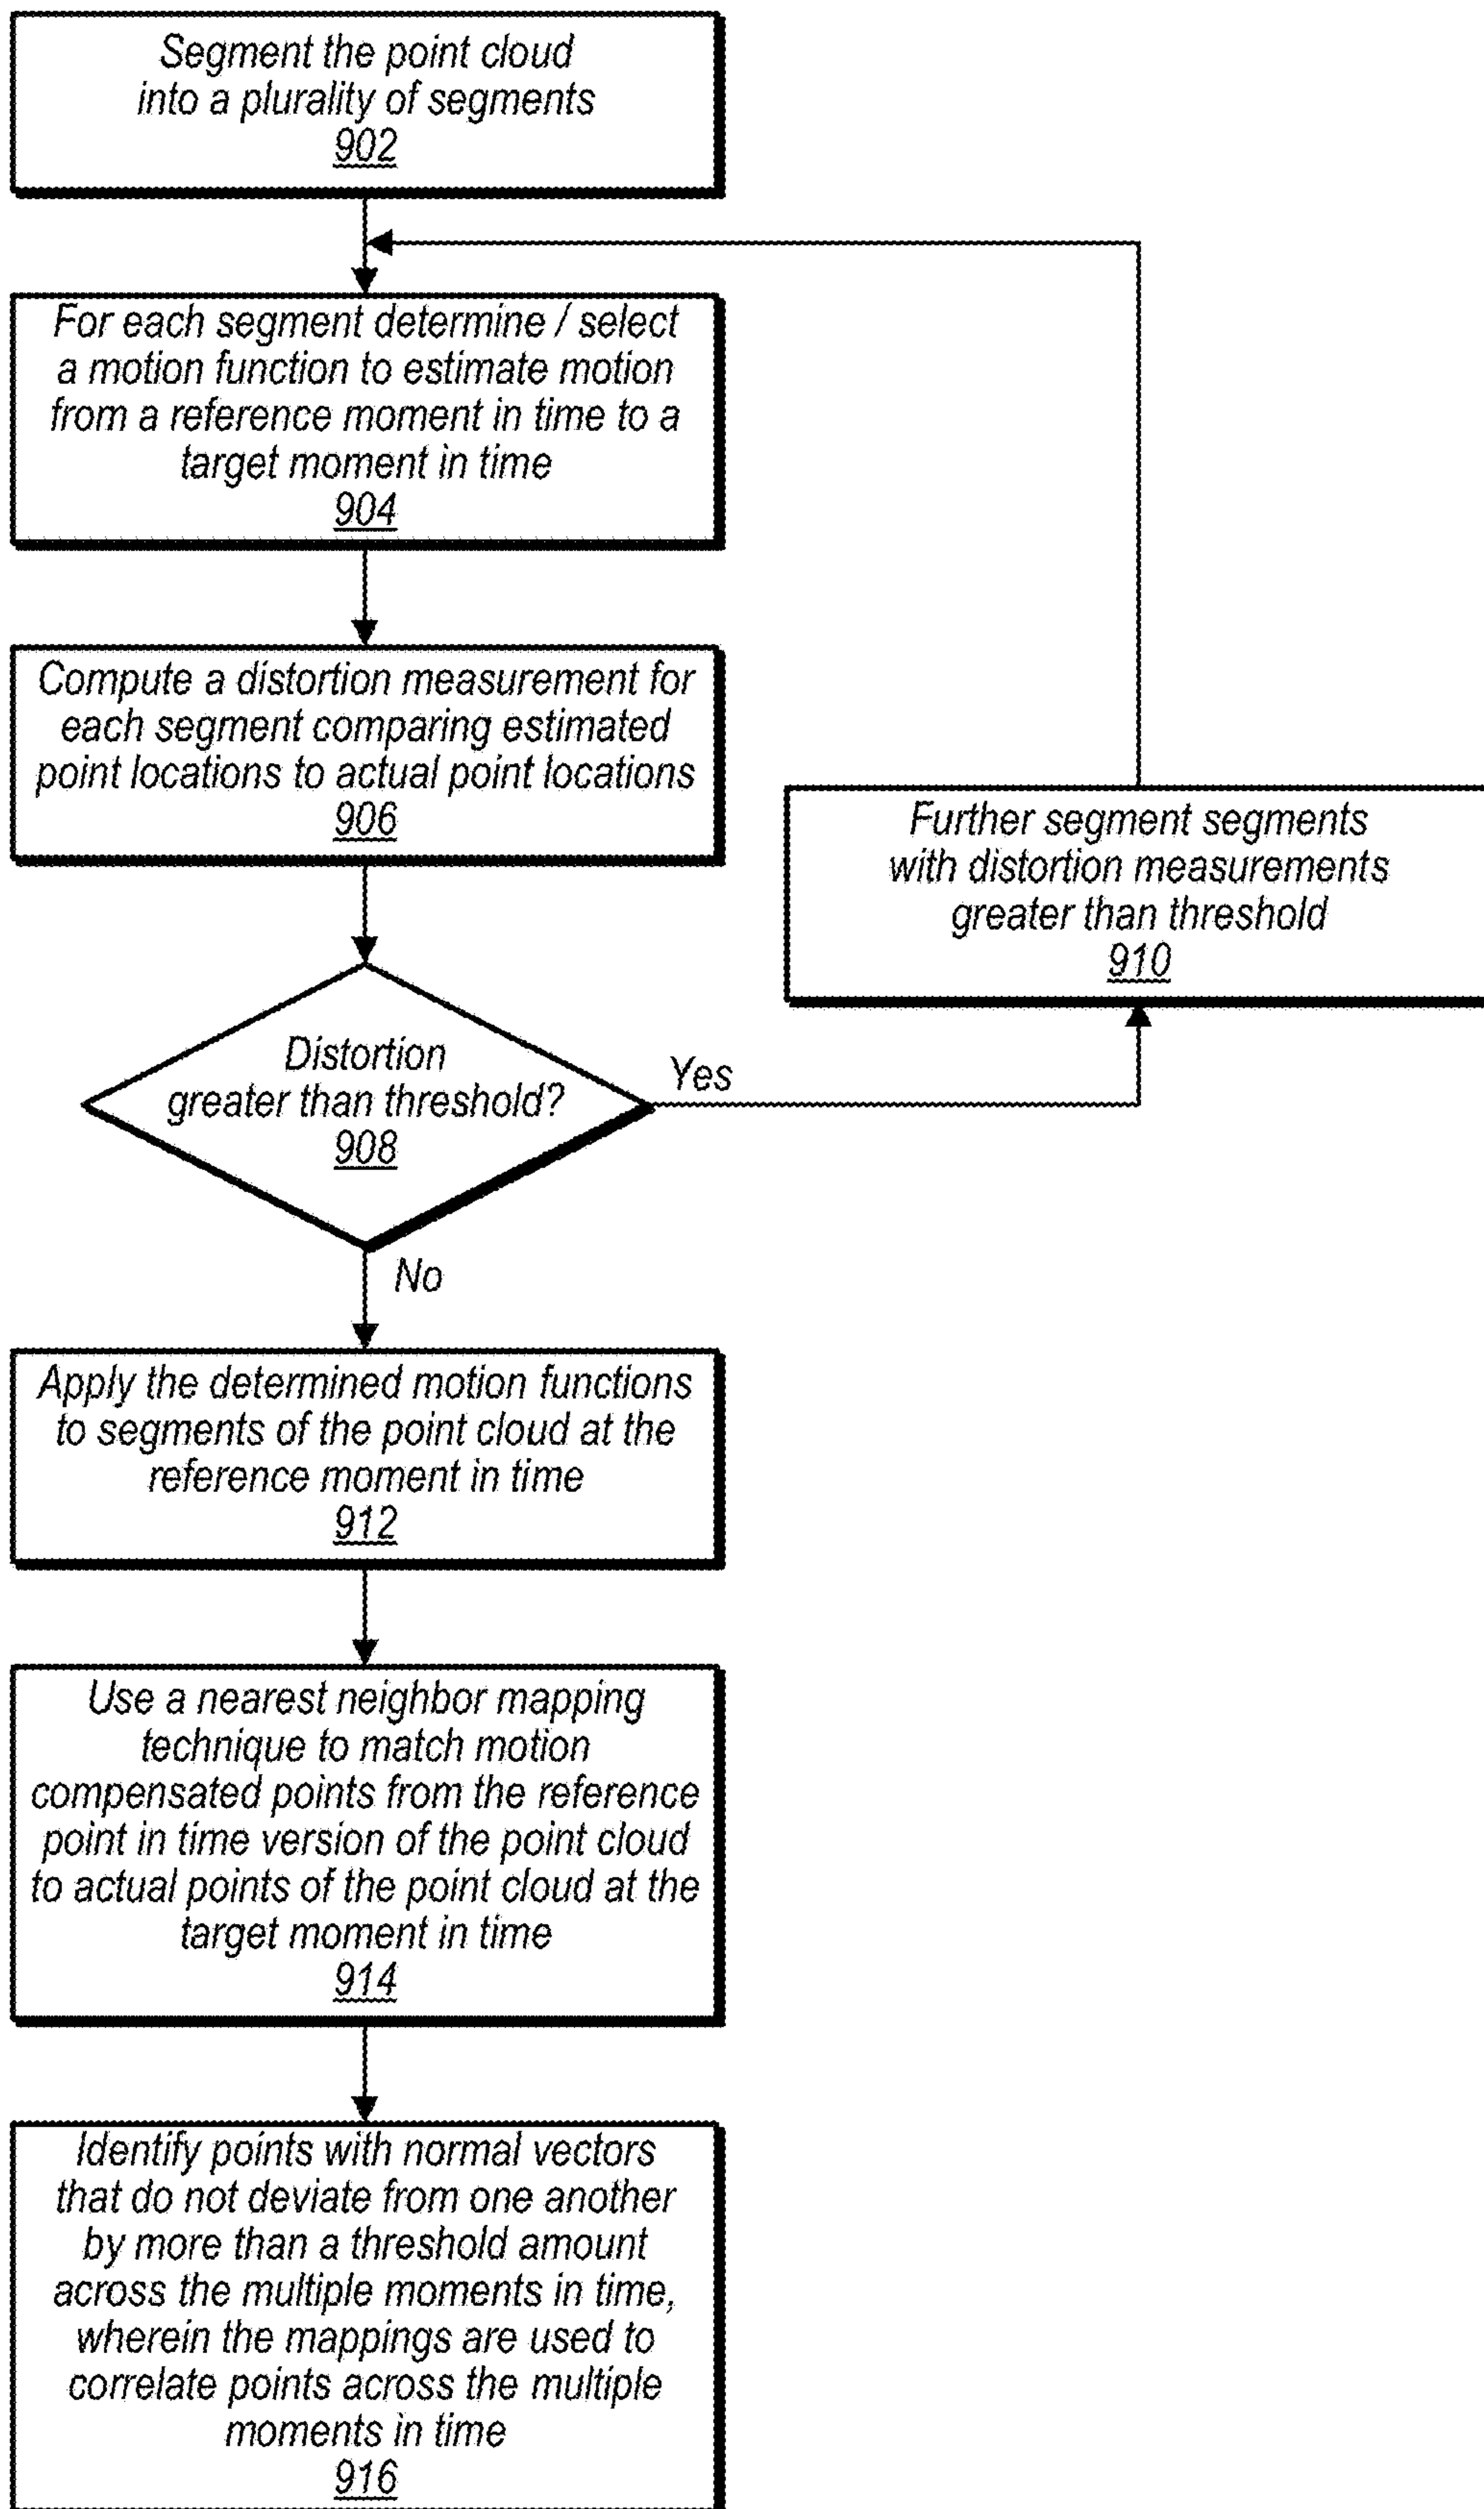 Segment the point cloud
into a plurality of segments
902
For each segment determine / select
a motion function to estimate motion
from a reference moment in time to a
target moment in time
904
Compute a distortion measurement for
each segment comparing estimated
point locations to actual point locations
906
Further segment segments
with distortion measurements
greater than threshold
910
Distortion
greater than threshold?
908
Yes
No
Apply the determined motion functions
to segments of the point cloud at the
reference moment in time
912
Use a nearest neighbor mapping
technique to match motion
compensated points from the reference
point in time version of the point cloud
to actual points of the point cloud at the
target moment in time
914
Identify points with normal vectors
that do not deviate from one another
by more than a threshold amount
across the multiple moments in time,
wherein the mappings are used to
correlate points across the multiple
moments in time
916